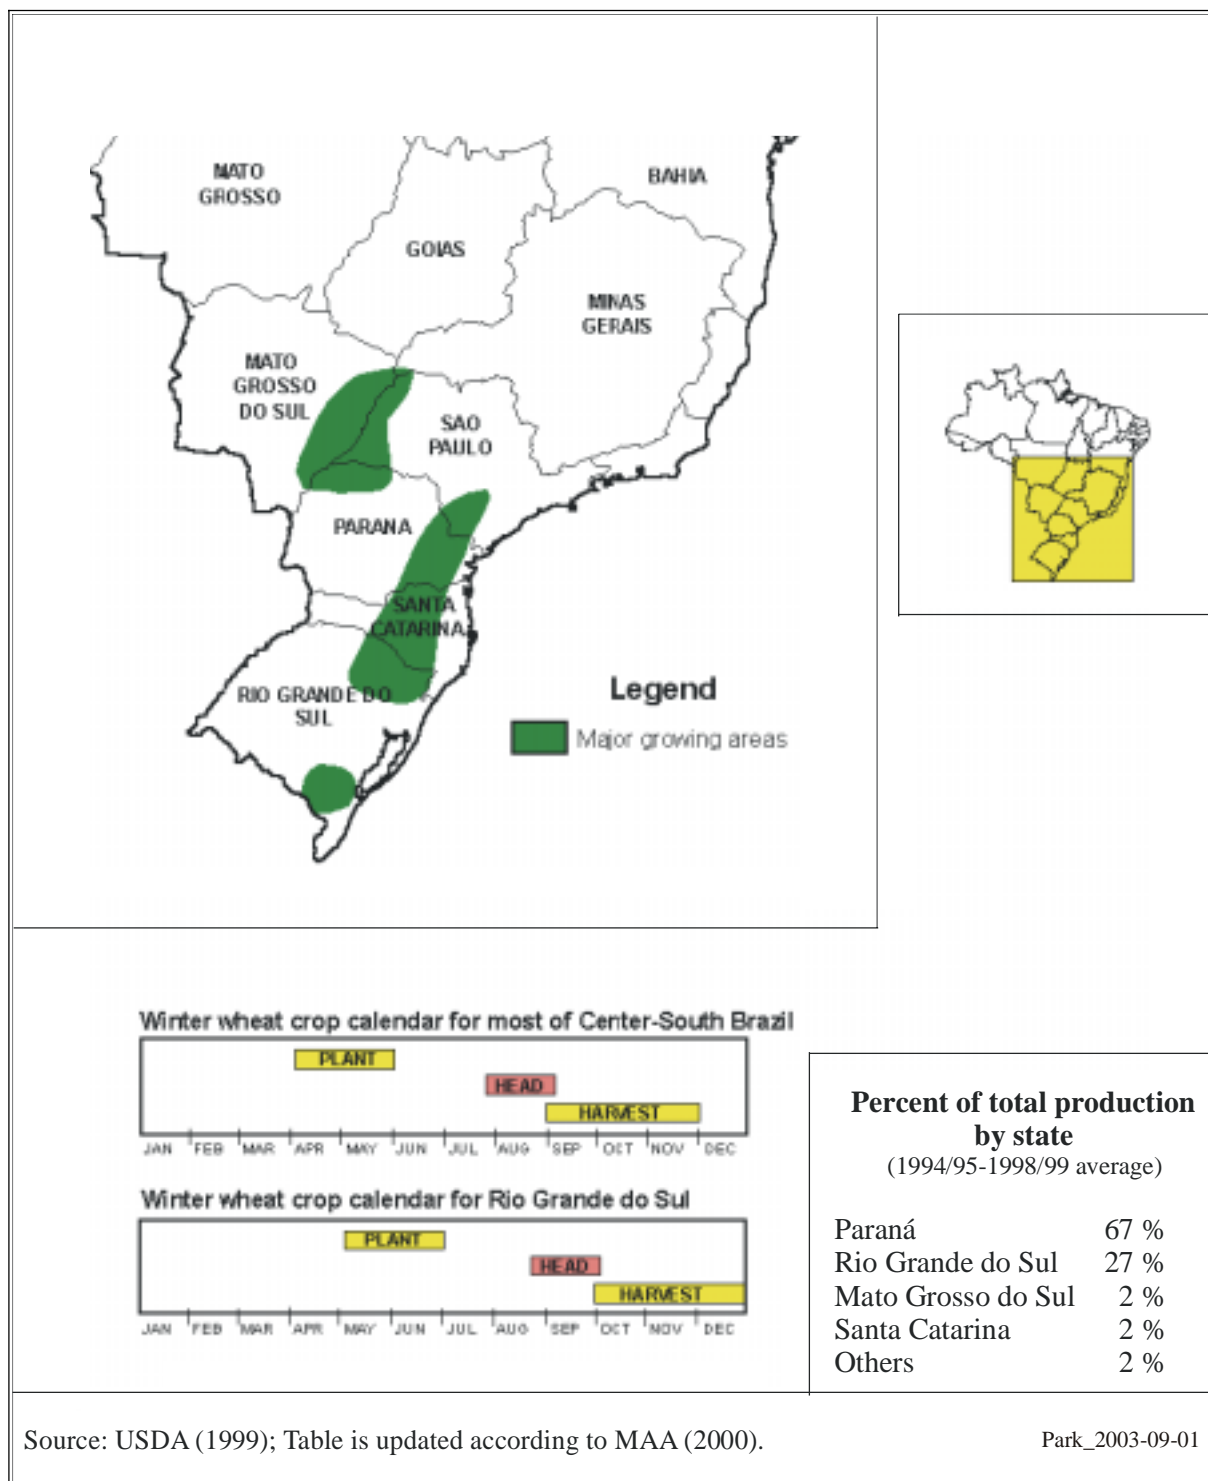 MATO
GROSSO
BAHIA
GOIAS
MINAS
GERAIS
MATO
GROSSO
DO SUL
SAO
PAULO
PARANA
SANTA
CATARINA
RIO GRANDE DO
SUL
Legend
Major growing areas
Winter wheat crop calendar for most of Center-South Brazil
PLANT
HEAD
HARVEST
JAN FEB MAR APR MAY JUN JUL AUG SEP OCT NOV DEC
Winter wheat crop calendar for Rio Grande do Sul
PLANT
HEAD
HARVEST
JAN FEB MAR APR MAY JUN JUL AUG SEP OCT NOV DEC
Percent of total production
by state
(1994/95-1998/99 average)
Paraná 67 %
Rio Grande do Sul 27 %
Mato Grosso do Sul 2 %
Santa Catarina 2 %
Others 2 %
Source: USDA (1999); Table is updated according to MAA (2000).
Park_2003-09-01